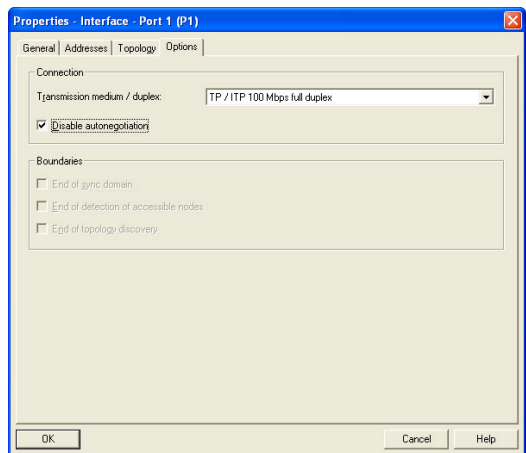 Properties - Interface - Port 1 (P1)
General Addresses Topology Options
Connection
Transmission medium / duplex: TP / ITP 100 Mbps full duplex
Disable autonegotiation
Boundaries
End of sync domain
End of detection of accessible nodes
End of topology discovery
OK Cancel Help